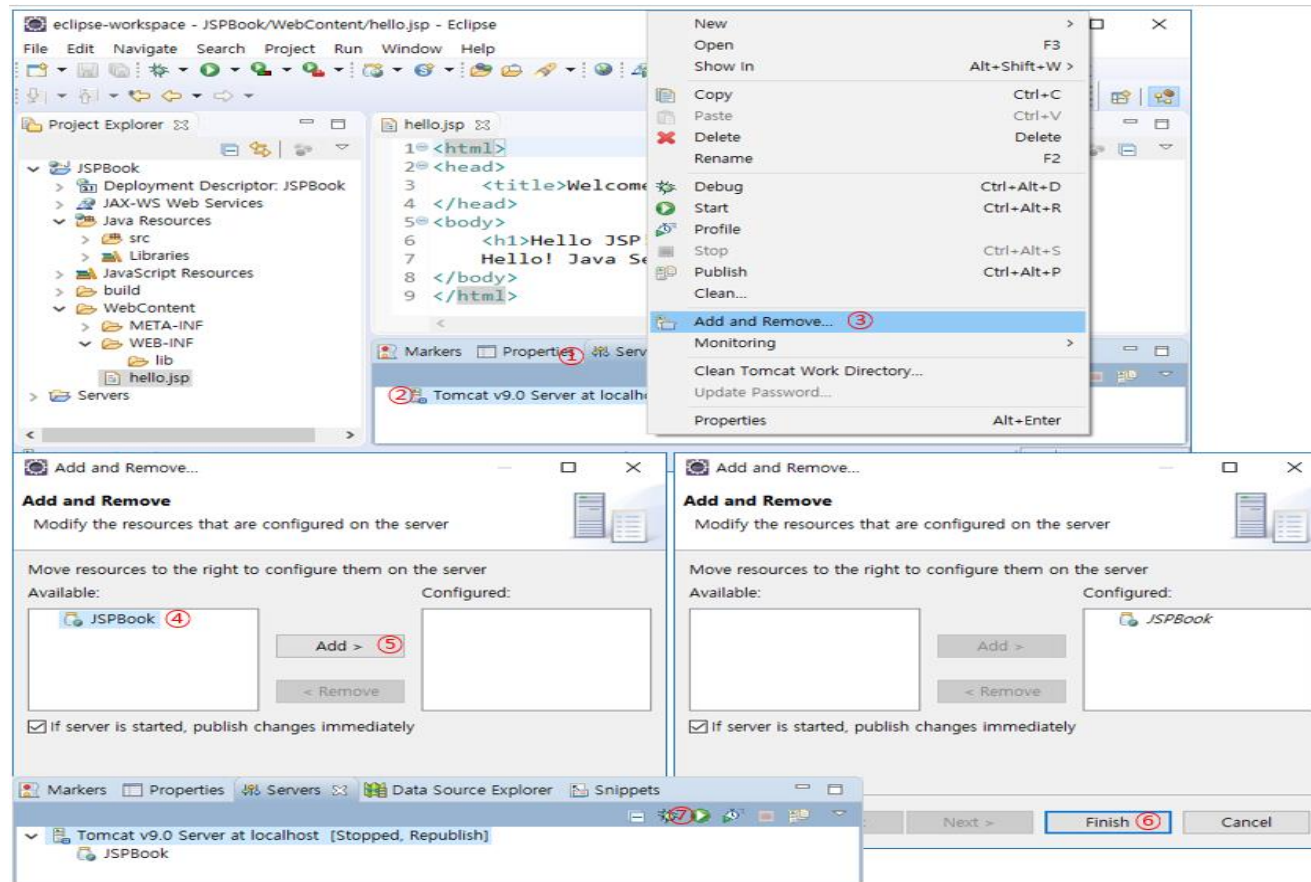 eclipse-workspace - JSPBook/WebContent/hello.jsp - Eclipse
File Edit Navigate Search Project Run Window Help
Project Explorer
JSPBook
Deployment Descriptor: JSPBook
JAX-WS Web Services
Java Resources
src
Libraries
JavaScript Resources
build
WebContent
META-INF
WEB-INF
lib
hello.jsp
Servers
hello.jsp
1 <html>
2 <head>
3 <title>Welcome
4 </head>
5 <body>
6 <h1>Hello JSP
7 Hello! Java Se
8 </body>
9 </html>
Markers Properties ① Serv
② Tomcat v9.0 Server at localh
New >
Open F3
Show In Alt+Shift+W >
Copy Ctrl+C
Paste Ctrl+V
Delete Delete
Rename F2
Debug Ctrl+Alt+D
Start Ctrl+Alt+R
Profile
Stop Ctrl+Alt+S
Publish Ctrl+Alt+P
Clean...
Add and Remove... ③
Monitoring >
Clean Tomcat Work Directory...
Update Password...
Properties Alt+Enter
Add and Remove...
Add and Remove
Modify the resources that are configured on the server
Move resources to the right to configure them on the server
Available: Configured:
JSPBook ④
Add > ⑤
< Remove
If server is started, publish changes immediately
Add and Remove...
Add and Remove
Modify the resources that are configured on the server
Move resources to the right to configure them on the server
Available: Configured:
JSPBook
Add >
< Remove
If server is started, publish changes immediately
Next > Finish ⑥ Cancel
Markers Properties Servers Data Source Explorer Snippets
⑦
Tomcat v9.0 Server at localhost [Stopped, Republish]
JSPBook